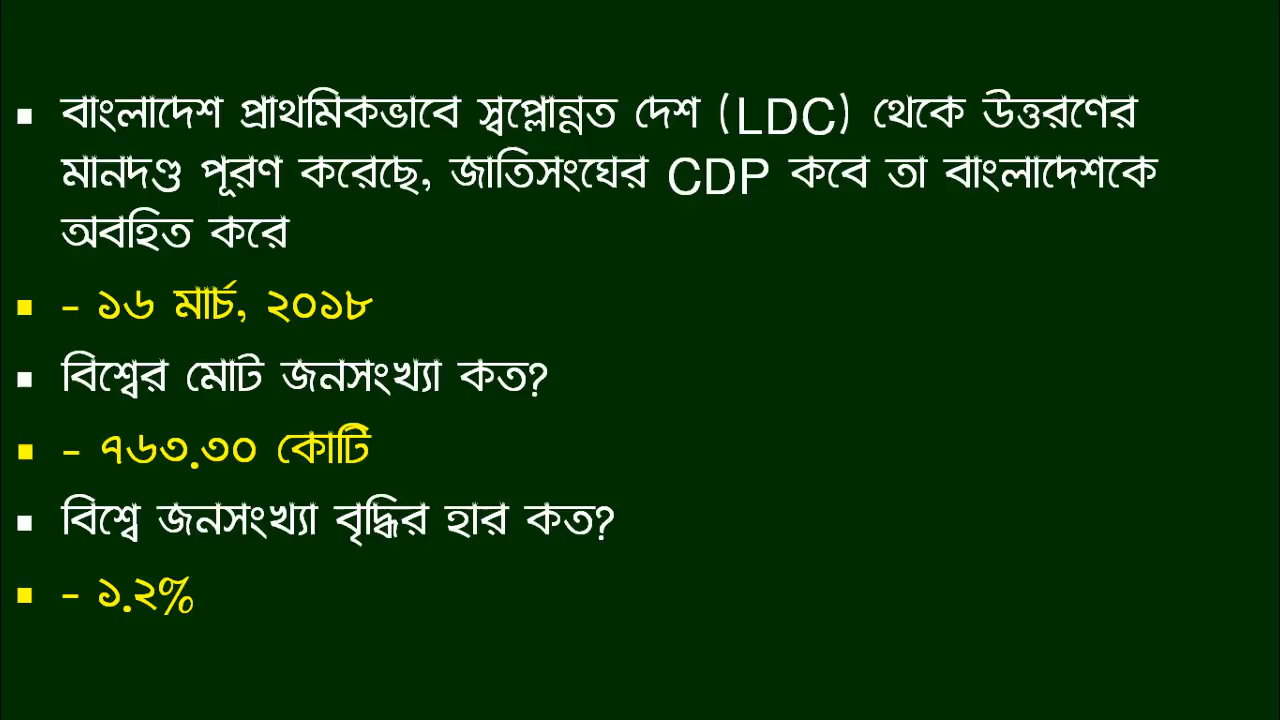 ▪ বাংলাদেশ প্রাথমিকভাবে স্বপ্লোন্নত দেশ (LDC) থেকে উত্তরণের
মানদণ্ড পূরণ করেছে, জাতিসংঘের CDP কবে তা বাংলাদেশকে
অবহিত করে
▪ - ১৬ মার্চ, ২০১৮
▪ বিশ্বের মোট জনসংখ্যা কত?
▪ - ৭৬৩.৩০ কোটি
▪ বিশ্বে জনসংখ্যা বৃদ্ধির হার কত?
▪ - ১.২%